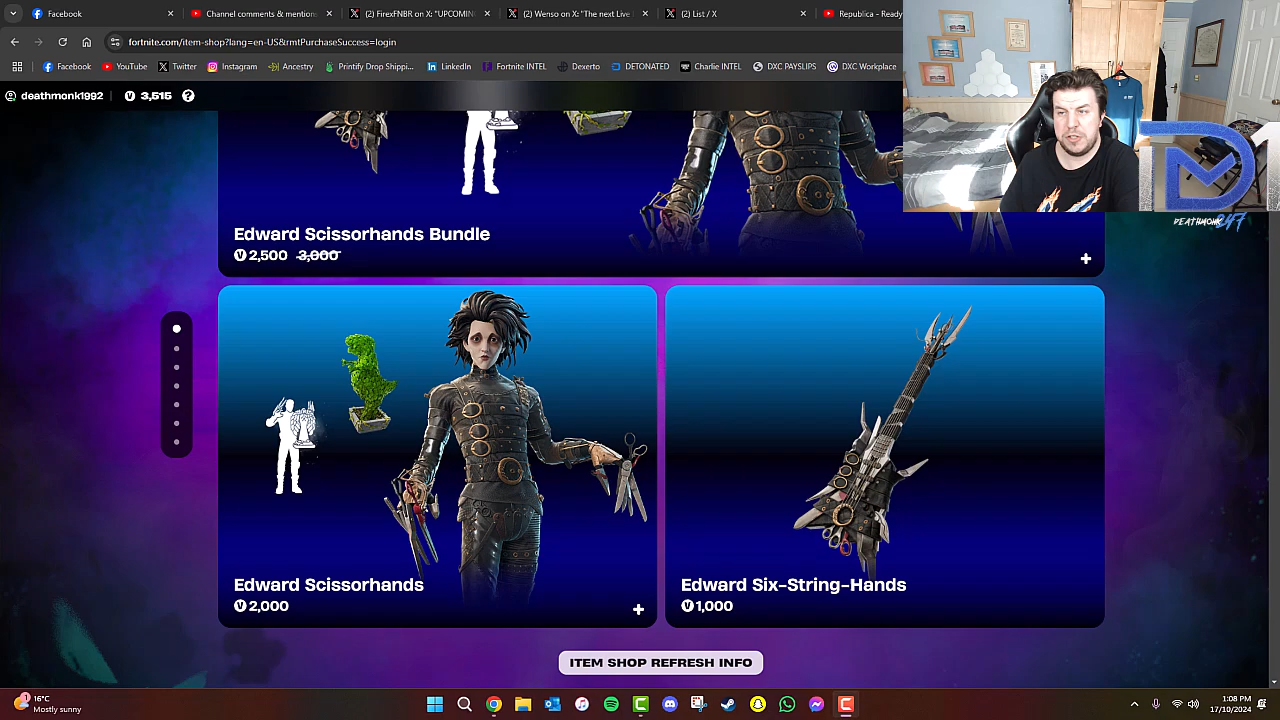 Facebook
Channel comments & mention
(2) FirexFNBR on X: "UPCOMIN
(2) Wenso on X: "The next Live
(2) List / X
Republica - Ready
fortnite.com/item-shop?lang=en-US&rmtPurchaseSuccess=login
Facebook
YouTube
Twitter
Instagram
Ancestry
Printify Drop Shippi...
LinkedIn
Fortnite INTEL
Dexerto
DETONATED
Charlie INTEL
DXC PAYSLIP
DXC Workplace
deathmonk1992
3,515
?
Edward Scissorhands Bundle
2,500 3,000
Edward Scissorhands
2,000
Edward Six-String-Hands
1,000
ITEM SHOP REFRESH INFO
DEATHMONK 247
1
16°C
Mostly sunny
1:08 PM
17/10/2024